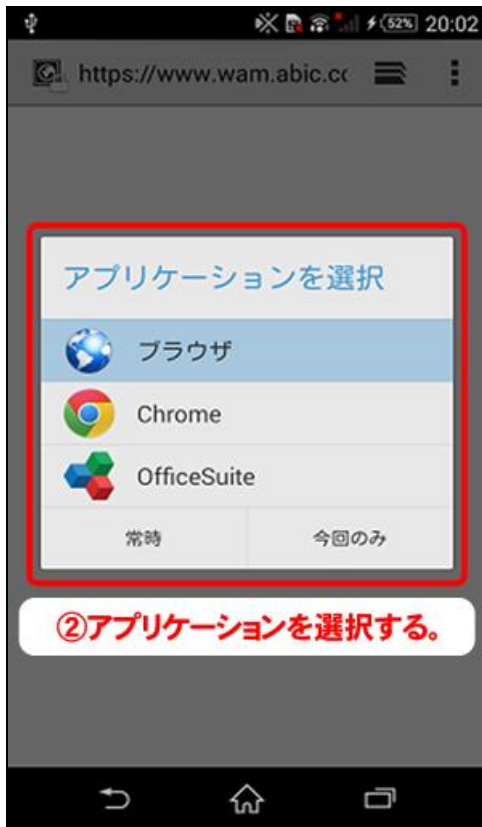 52% 20:02
https://www.wam.abic.cc
アプリケーションを選択
ブラウザ
Chrome
OfficeSuite
常時 今回のみ
②アプリケーションを選択する。